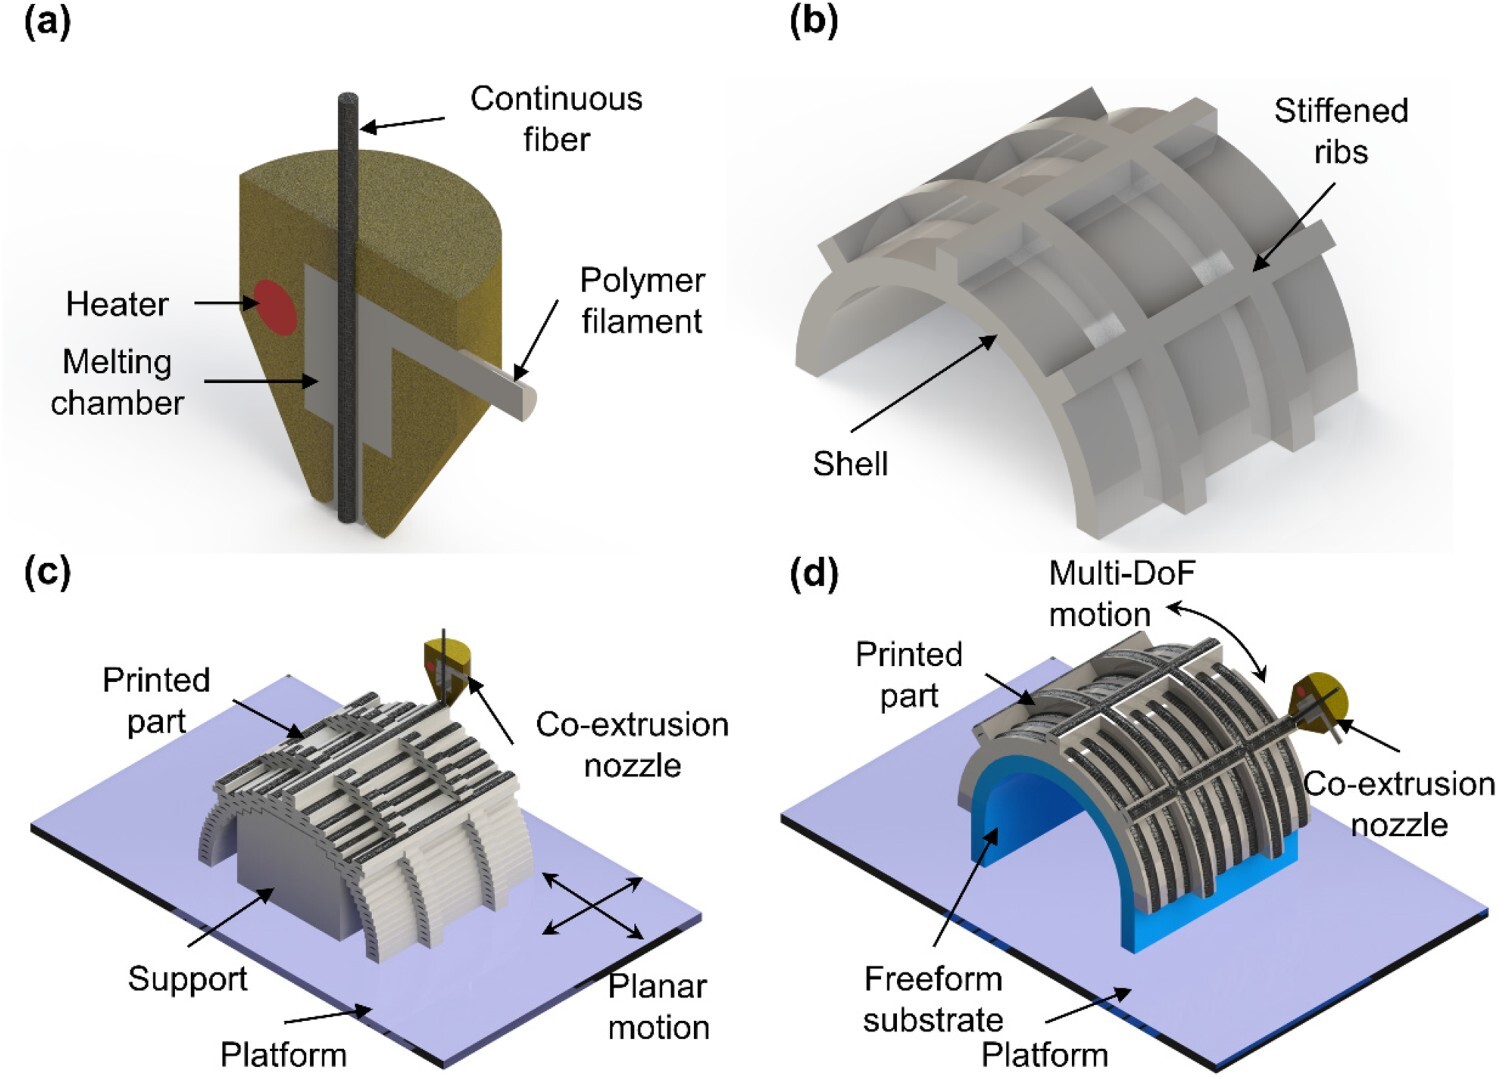 (a)
Continuous
fiber
Heater
Melting
chamber
Polymer
filament
(b)
Stiffened
ribs
Shell
(c)
Printed
part
Co-extrusion
nozzle
Support
Platform
Planar
motion
(d)
Multi-DoF
motion
Printed
part
Co-extrusion
nozzle
Freeform
substrate
Platform